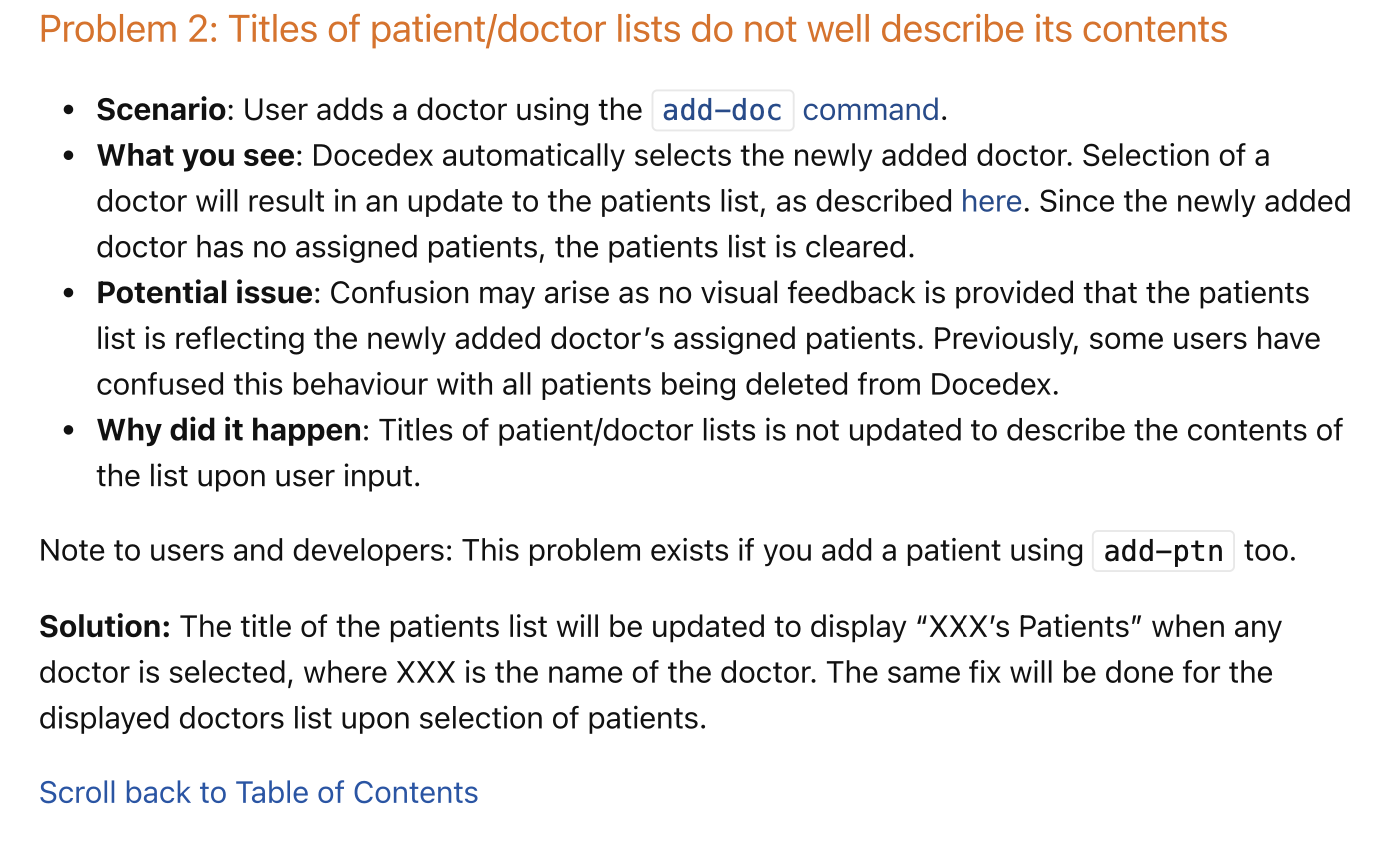 Problem 2: Titles of patient/doctor lists do not well describe its contents
• Scenario: User adds a doctor using the add-doc command.
• What you see: Docedex automatically selects the newly added doctor. Selection of a
doctor will result in an update to the patients list, as described here. Since the newly added
doctor has no assigned patients, the patients list is cleared.
• Potential issue: Confusion may arise as no visual feedback is provided that the patients
list is reflecting the newly added doctor’s assigned patients. Previously, some users have
confused this behaviour with all patients being deleted from Docedex.
• Why did it happen: Titles of patient/doctor lists is not updated to describe the contents of
the list upon user input.
Note to users and developers: This problem exists if you add a patient using add-ptn too.
Solution: The title of the patients list will be updated to display “XXX’s Patients” when any
doctor is selected, where XXX is the name of the doctor. The same fix will be done for the
displayed doctors list upon selection of patients.
Scroll back to Table of Contents